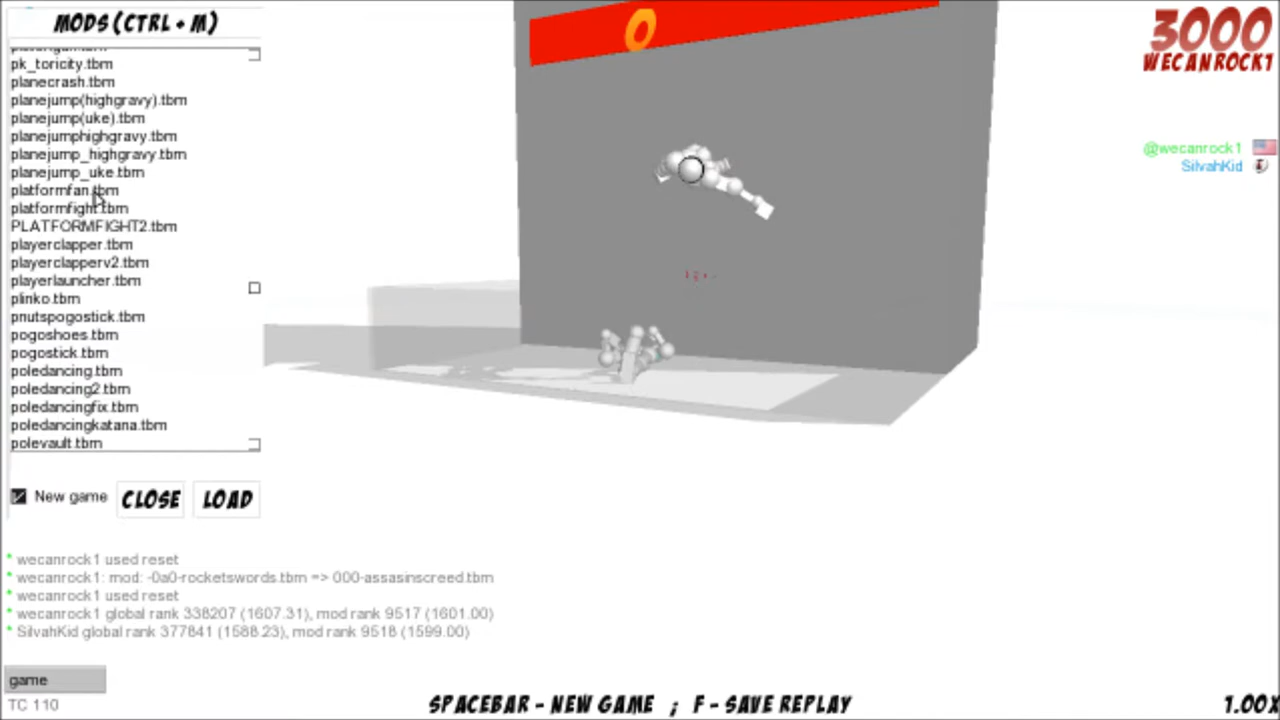 MODS (CTRL + M)
pk_toricity.tbm
planecrash.tbm
planejump(highgravy).tbm
planejump(uke).tbm
planejumphighgravy.tbm
planejump_highgravy.tbm
planejump_uke.tbm
platformfan.tbm
platformfight.tbm
PLATFORMFIGHT2.tbm
playerclapper.tbm
playerclapperv2.tbm
playerlauncher.tbm
plinko.tbm
pnutspogostick.tbm
pogoshoes.tbm
pogostick.tbm
poledancing.tbm
poledancing2.tbm
poledancingfix.tbm
poledancingkatana.tbm
polevault.tbm
New game CLOSE LOAD
0
3000
WECANROCK1
@wecanrock1
SilvahKid
* wecanrock1 used reset
* wecanrock1: mod: -0a0-rocketswords.tbm => 000-assasinscreed.tbm
* wecanrock1 used reset
* wecanrock1 global rank 338207 (1607.31), mod rank 9517 (1601.00)
* SilvahKid global rank 377841 (1588.23), mod rank 9518 (1599.00)
game
TC 110
SPACEBAR - NEW GAME ; F - SAVE REPLAY
1.00X